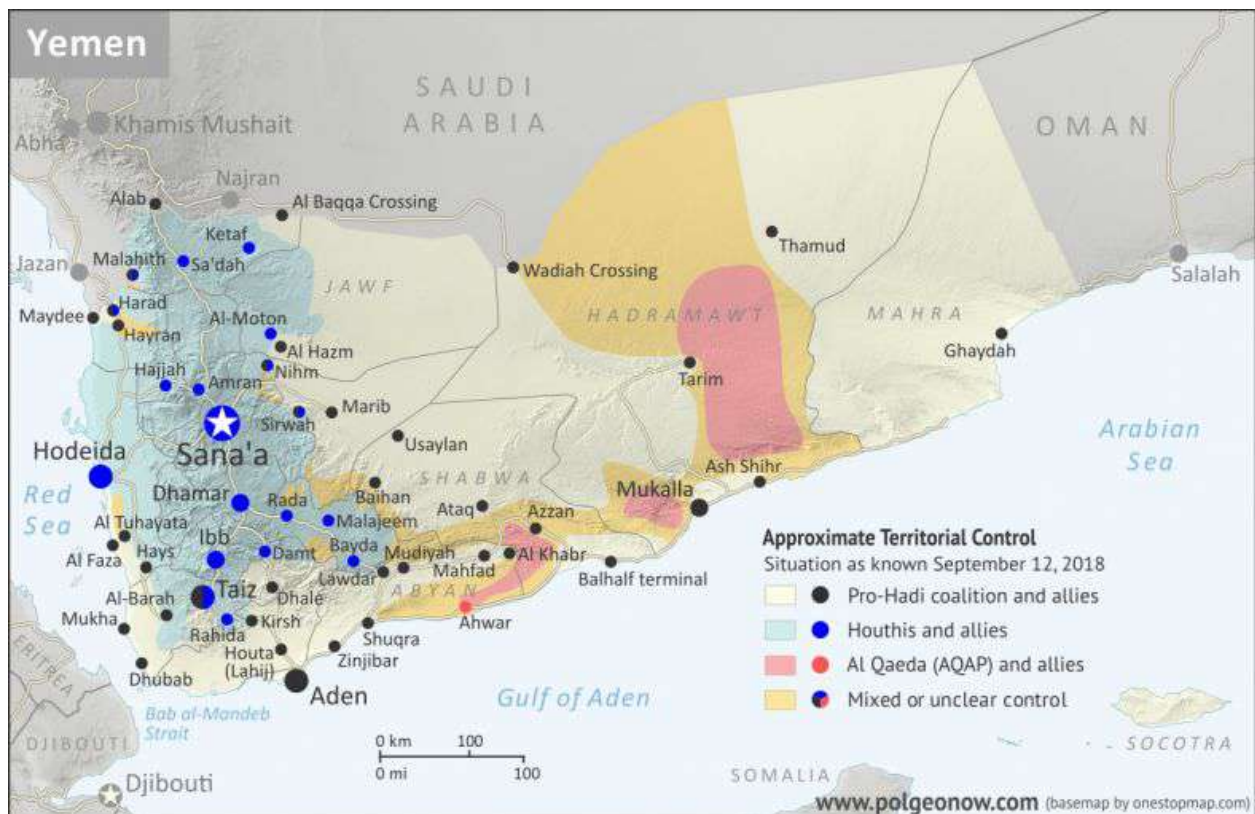 Yemen
SAUDI
ARABIA
OMAN
Khamis Mushait
Abha
Najran
Alab
Al Baqqa Crossing
Ketaf
Jazan
Malahith
Sa'dah
Wadiah Crossing
Thamud
Salalah
JAWF
Maydee
Harad
Hayran
Al-Moton
Al Hazm
HADRAMAWT
MAHRA
Ghaydah
Hajjah
Amran
Nihm
Tarim
Marib
Sirwah
Sana'a
Usaylan
Arabian
Sea
Hodeida
Red
Sea
Ash Shihr
SHABWA
Dhamar
Rada
Baihan
Mukalla
Malajeem
Ataq
Azzan
Al Tuhayata
Ibb
Al Faza
Hays
Damt
Bayda
Mudiyah
Al Khabr
Lawdar
Mahfad
Balhalf terminal
Taiz
Al-Barah
Dhale
ABYAN
Mukha
Rahida
Kirsh
Ahwar
Shuqra
Houta
(Lahij)
Zinjibar
Dhubab
Aden
ERITREA
Bab al-Mandeb
Strait
Gulf of Aden
DJIBOUTI
Djibouti
0 km 100
0 mi 100
SOMALIA
SOCOTRA
Approximate Territorial Control
Situation as known September 12, 2018
Pro-Hadi coalition and allies
Houthis and allies
Al Qaeda (AQAP) and allies
Mixed or unclear control
www.polgeonow.com (basemap by onestopmap.com)